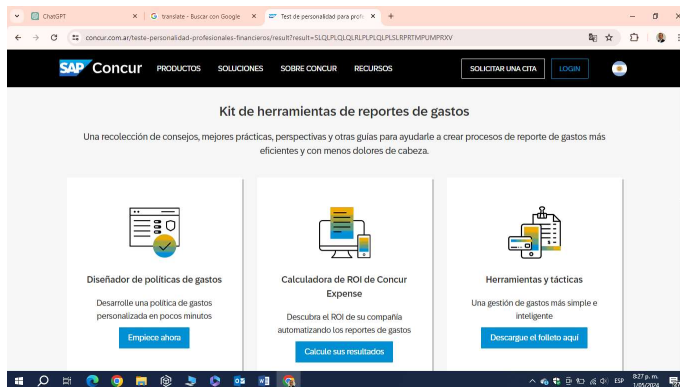 ChatGPT
translate - Buscar con Google
Test de personalidad para prof
concur.com.ar/teste-personalidad-profesionales-financieros/result?result=SLQLPLQLQLRLPLPLQLPLSLRPRTMPUMPRXV
SAP Concur
PRODUCTOS
SOLUCIONES
SOBRE CONCUR
RECURSOS
SOLICITAR UNA CITA
LOGIN
Kit de herramientas de reportes de gastos
Una recolección de consejos, mejores prácticas, perspectivas y otras guías para ayudarle a crear procesos de reporte de gastos más
eficientes y con menos dolores de cabeza.
Diseñador de políticas de gastos
Desarrolle una política de gastos
personalizada en pocos minutos
Empiece ahora
Calculadora de ROI de Concur
Expense
Descubra el ROI de su compañía
automatizando los reportes de gastos
Calcule sus resultados
Herramientas y tácticas
Una gestión de gastos más simple e
inteligente
Descargue el folleto aquí
ESP
8:27 p. m.
1/05/2024